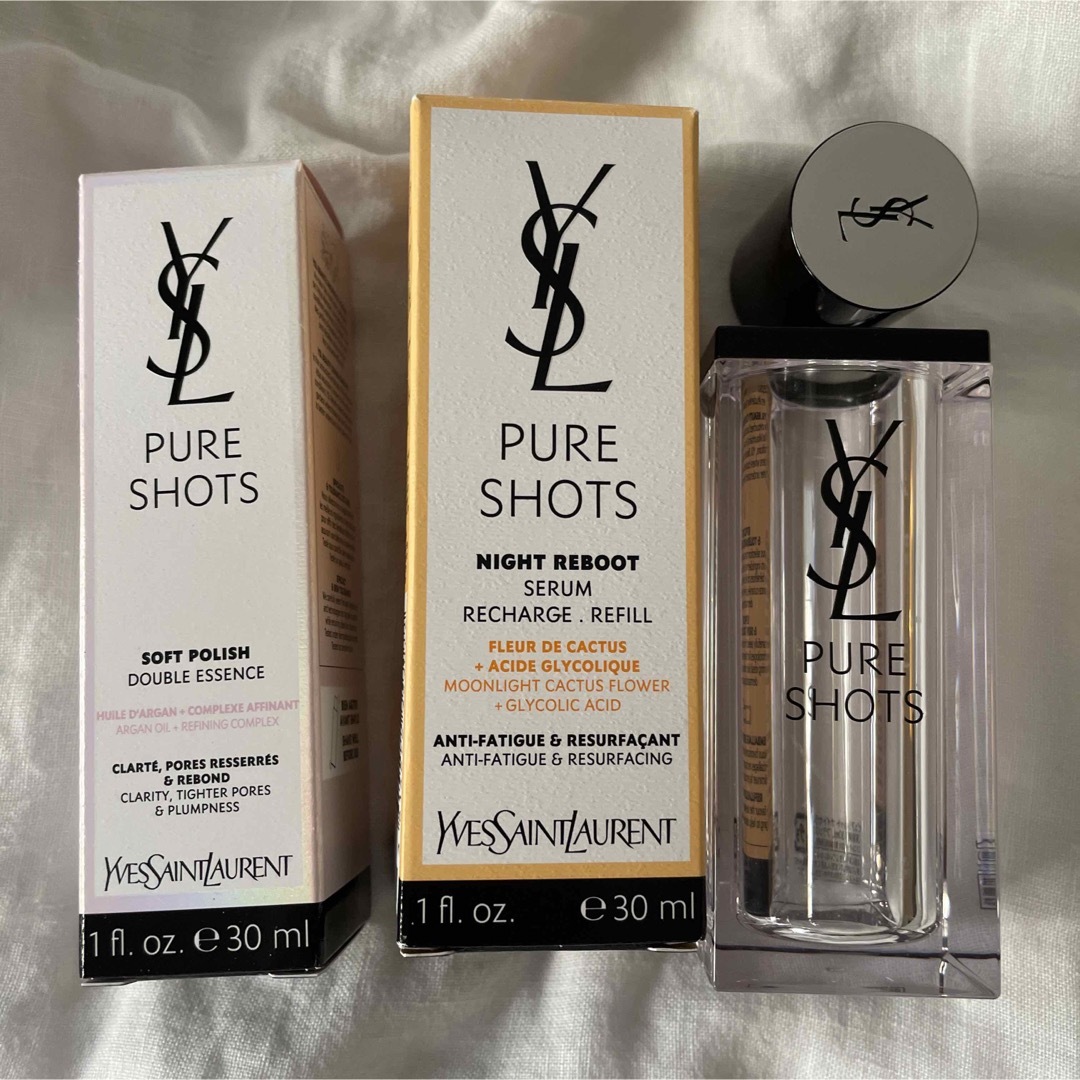 YSL
PURE
SHOTS
SOFT POLISH
DOUBLE ESSENCE
HUILE D'ARGAN + COMPLEXE AFFINANT
ARGAN OIL + REFINING COMPLEX
CLARTÉ, PORES RESSERRÉS
& REBOND
CLARITY, TIGHTER PORES
& PLUMPNESS
YVESSAINTLAURENT
1 fl. oz. e 30 ml
YSL
PURE
SHOTS
NIGHT REBOOT
SERUM
RECHARGE . REFILL
FLEUR DE CACTUS
+ ACIDE GLYCOLIQUE
MOONLIGHT CACTUS FLOWER
+ GLYCOLIC ACID
ANTI-FATIGUE & RESURFAÇANT
ANTI-FATIGUE & RESURFACING
YVESSAINTLAURENT
1 fl. oz. e 30 ml
YSL
YSL
PURE
SHOTS